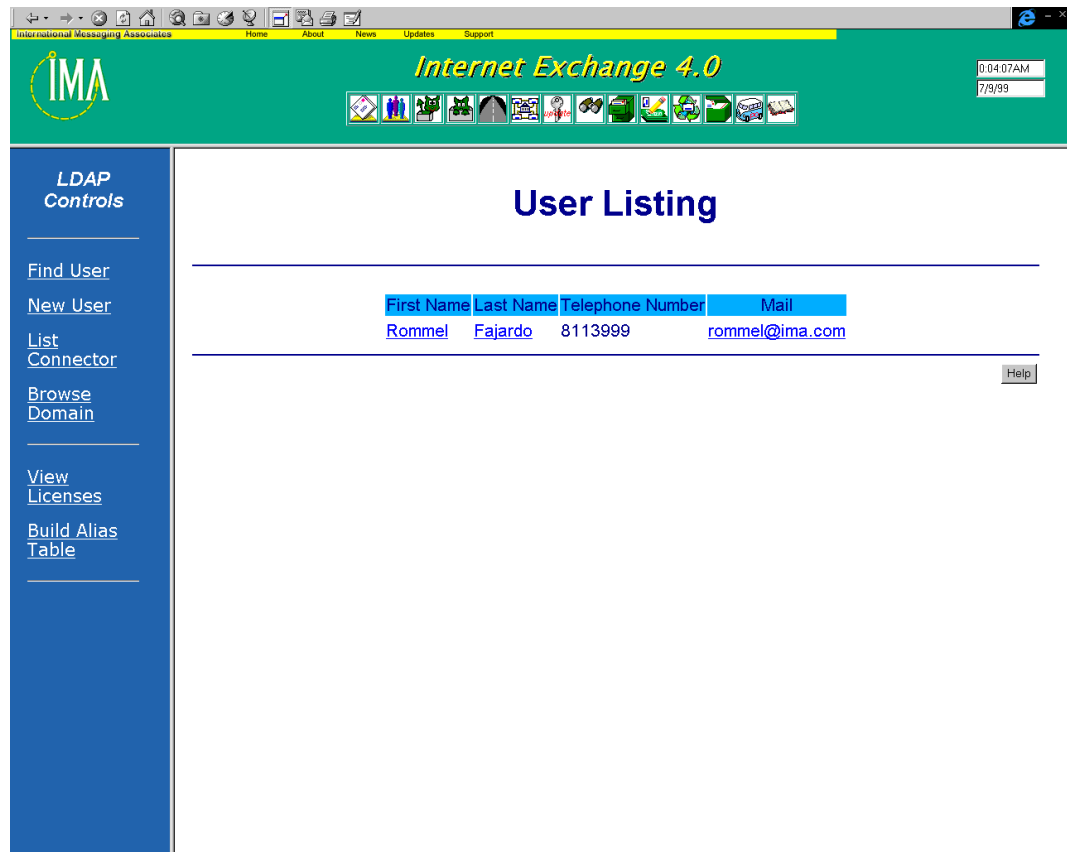 International Messaging Associates Home About News Updates Support
IMA
Internet Exchange 4.0
0:04:07AM
7/9/99
update
LDAP
Controls
Find User
New User
List
Connector
Browse
Domain
View
Licenses
Build Alias
Table
User Listing
First Name Last Name Telephone Number Mail
Rommel Fajardo 8113999 rommel@ima.com
Help